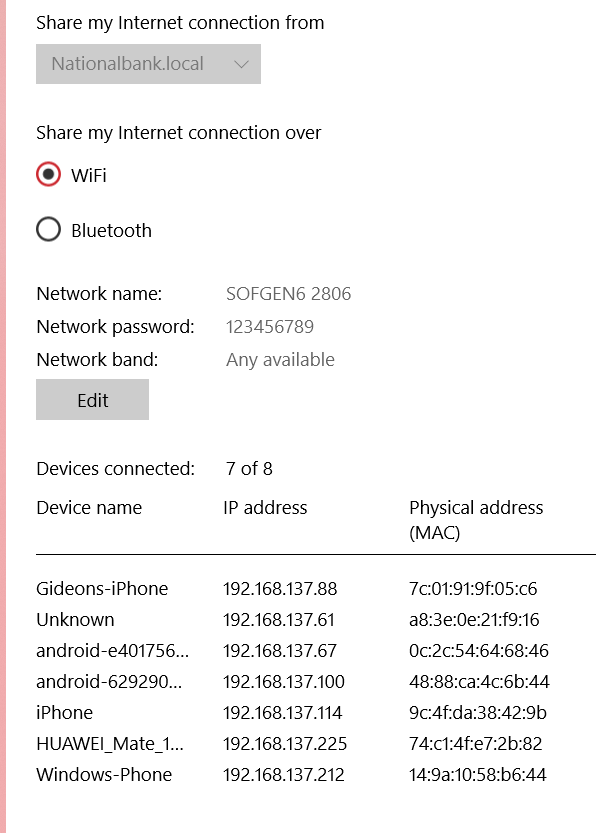 Share my Internet connection from
Nationalbank.local
Share my Internet connection over
WiFi
Bluetooth
Network name: SOFGEN6 2806
Network password: 123456789
Network band: Any available
Edit
Devices connected: 7 of 8
Device name IP address Physical address
(MAC)
Gideons-iPhone 192.168.137.88 7c:01:91:9f:05:c6
Unknown 192.168.137.61 a8:3e:0e:21:f9:16
android-e401756... 192.168.137.67 0c:2c:54:64:68:46
android-629290... 192.168.137.100 48:88:ca:4c:6b:44
iPhone 192.168.137.114 9c:4f:da:38:42:9b
HUAWEI_Mate_1... 192.168.137.225 74:c1:4f:e7:2b:82
Windows-Phone 192.168.137.212 14:9a:10:58:b6:44